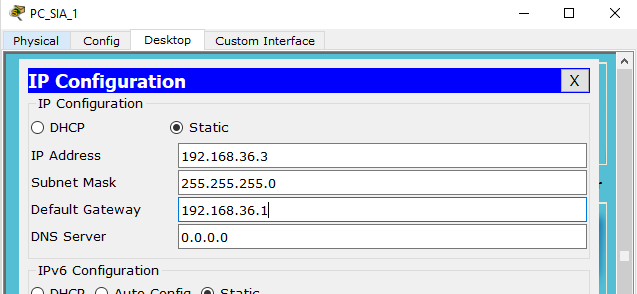 PC_SIA_1
Physical Config Desktop Custom Interface
IP Configuration X
IP Configuration
DHCP Static
IP Address 192.168.36.3
Subnet Mask 255.255.255.0
Default Gateway 192.168.36.1
DNS Server 0.0.0.0
IPv6 Configuration
DHCP Auto Config Static